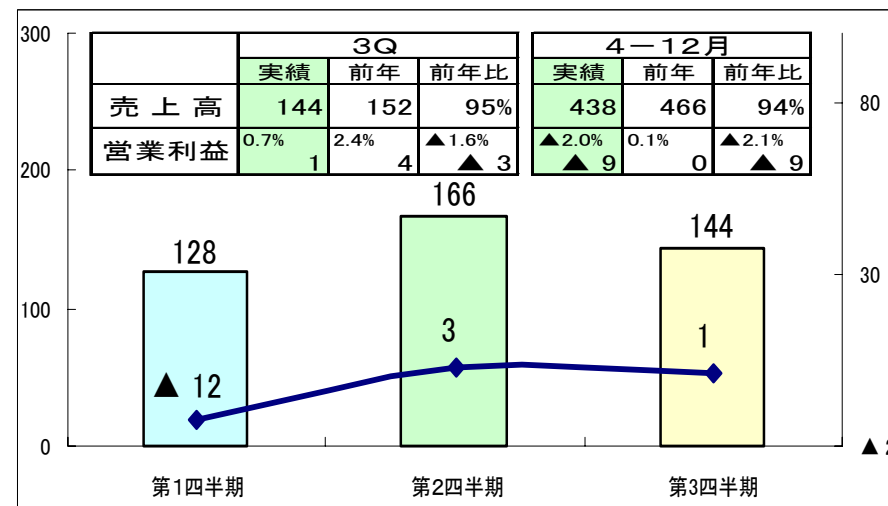 300
3Q
4－12月
実績 前年 前年比 実績 前年 前年比
売上高 144 152 95% 438 466 94%
営業利益 0.7% 2.4% ▲1.6% ▲2.0% 0.1% ▲2.1%
1 4 ▲ 3 ▲ 9 0 ▲ 9
80
200
166
128
144
30
100
3
1
▲ 12
0
▲ 2
第1四半期
第2四半期
第3四半期